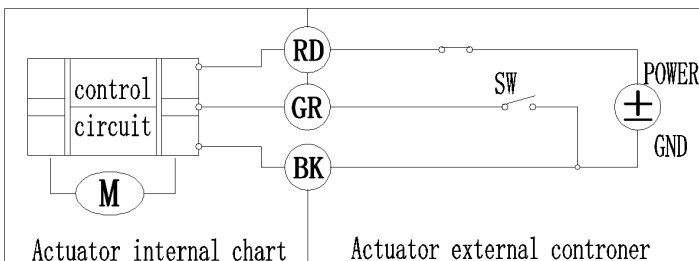 RD
control
GR
SW
POWER
circuit
±
GND
BK
M
Actuator internal chart
Actuator external controner